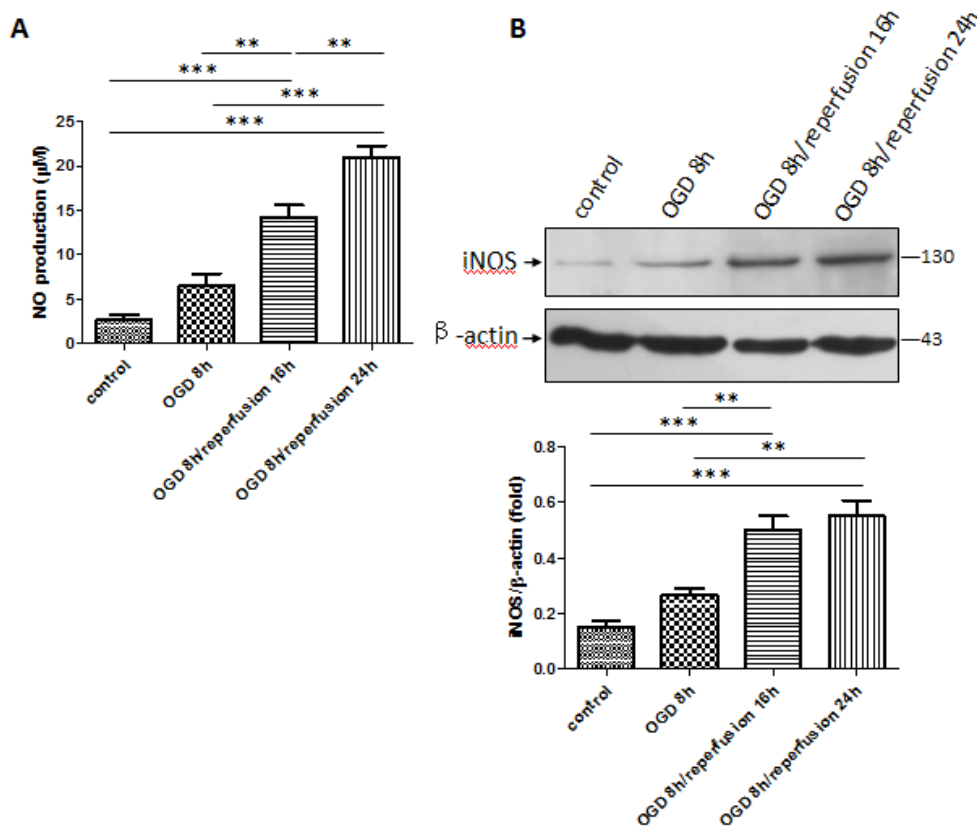 A
** **
***
***
***
NO production (µM)
25
20
15
10
5
0
control
OGD 8h
OGD 8h/reperfusion 16h
OGD 8h/reperfusion 24h
B
control
OGD 8h
OGD 8h/reperfusion 16h
OGD 8h/reperfusion 24h
iNOS
130
β-actin
43
**
***
**
***
iNOS/β-actin (fold)
0.8
0.6
0.4
0.2
0.0
control
OGD 8h
OGD 8h/reperfusion 16h
OGD 8h/reperfusion 24h